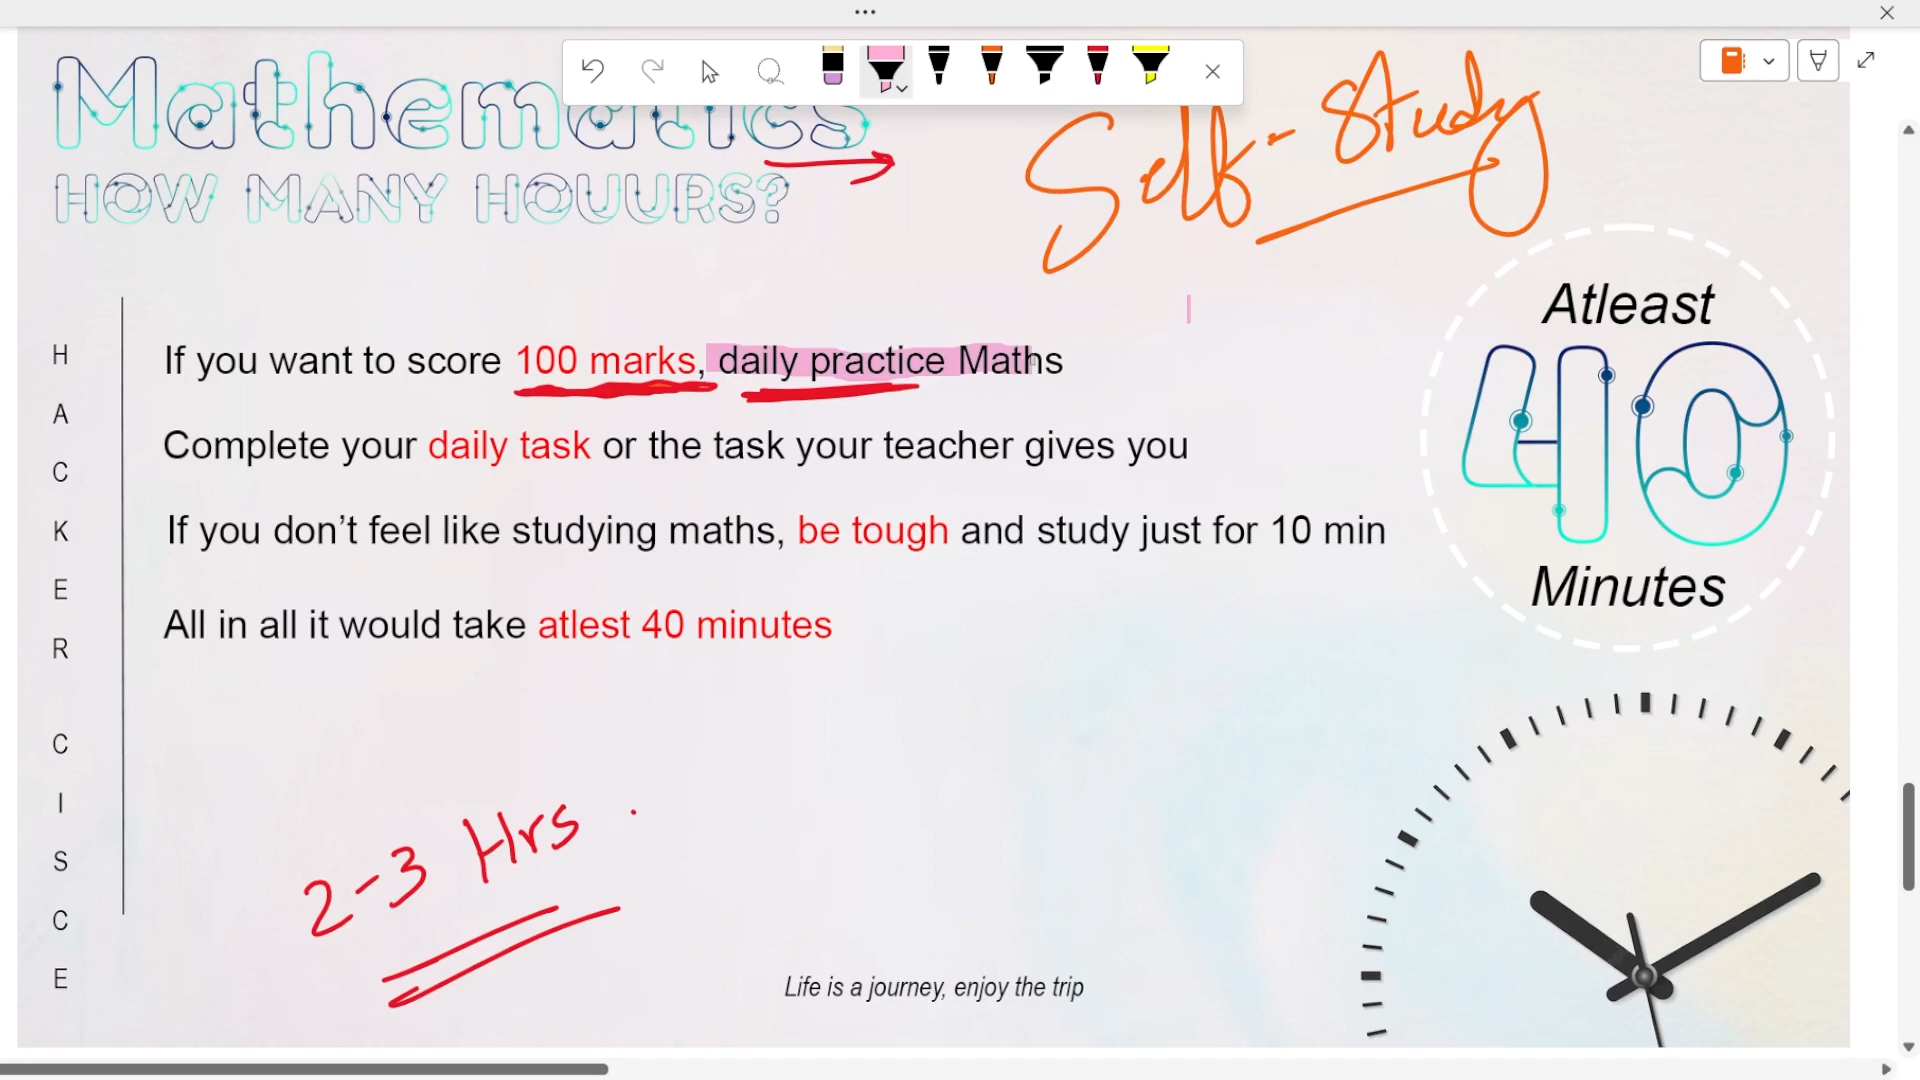 Mathematics
HOW MANY HOUURS?
Self-Study
If you want to score 100 marks, daily practice Maths
Complete your daily task or the task your teacher gives you
If you don’t feel like studying maths, be tough and study just for 10 min
All in all it would take atlest 40 minutes
Atleast
40
Minutes
2-3 Hrs
Life is a journey, enjoy the trip
HACKER CISCE